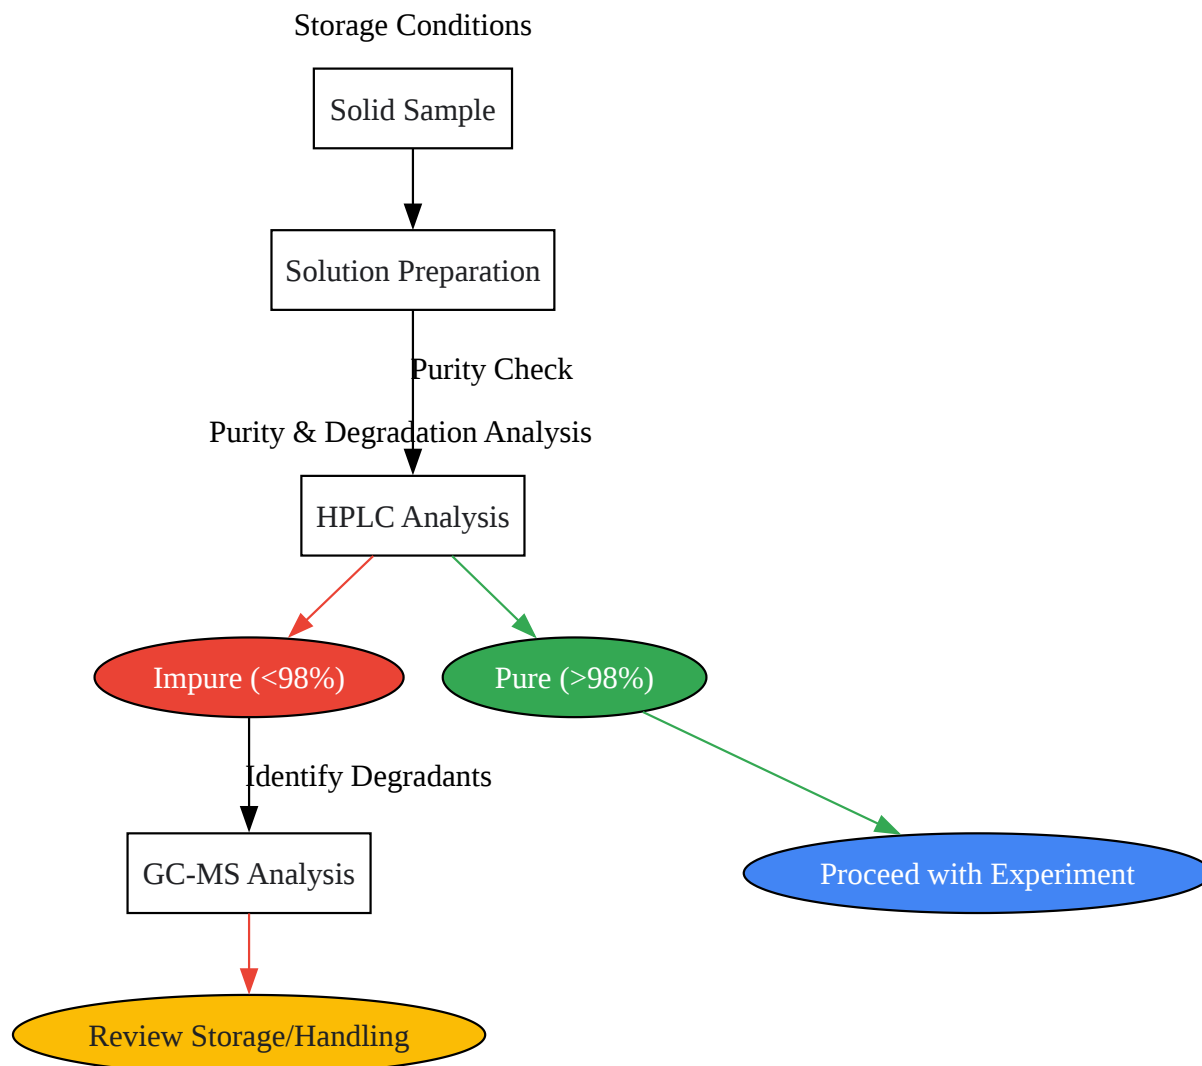 Storage Conditions
Solid Sample
Solution Preparation
Purity Check
Purity & Degradation Analysis
HPLC Analysis
Impure (<98%)
Pure (>98%)
Identify Degradants
GC-MS Analysis
Proceed with Experiment
Review Storage/Handling